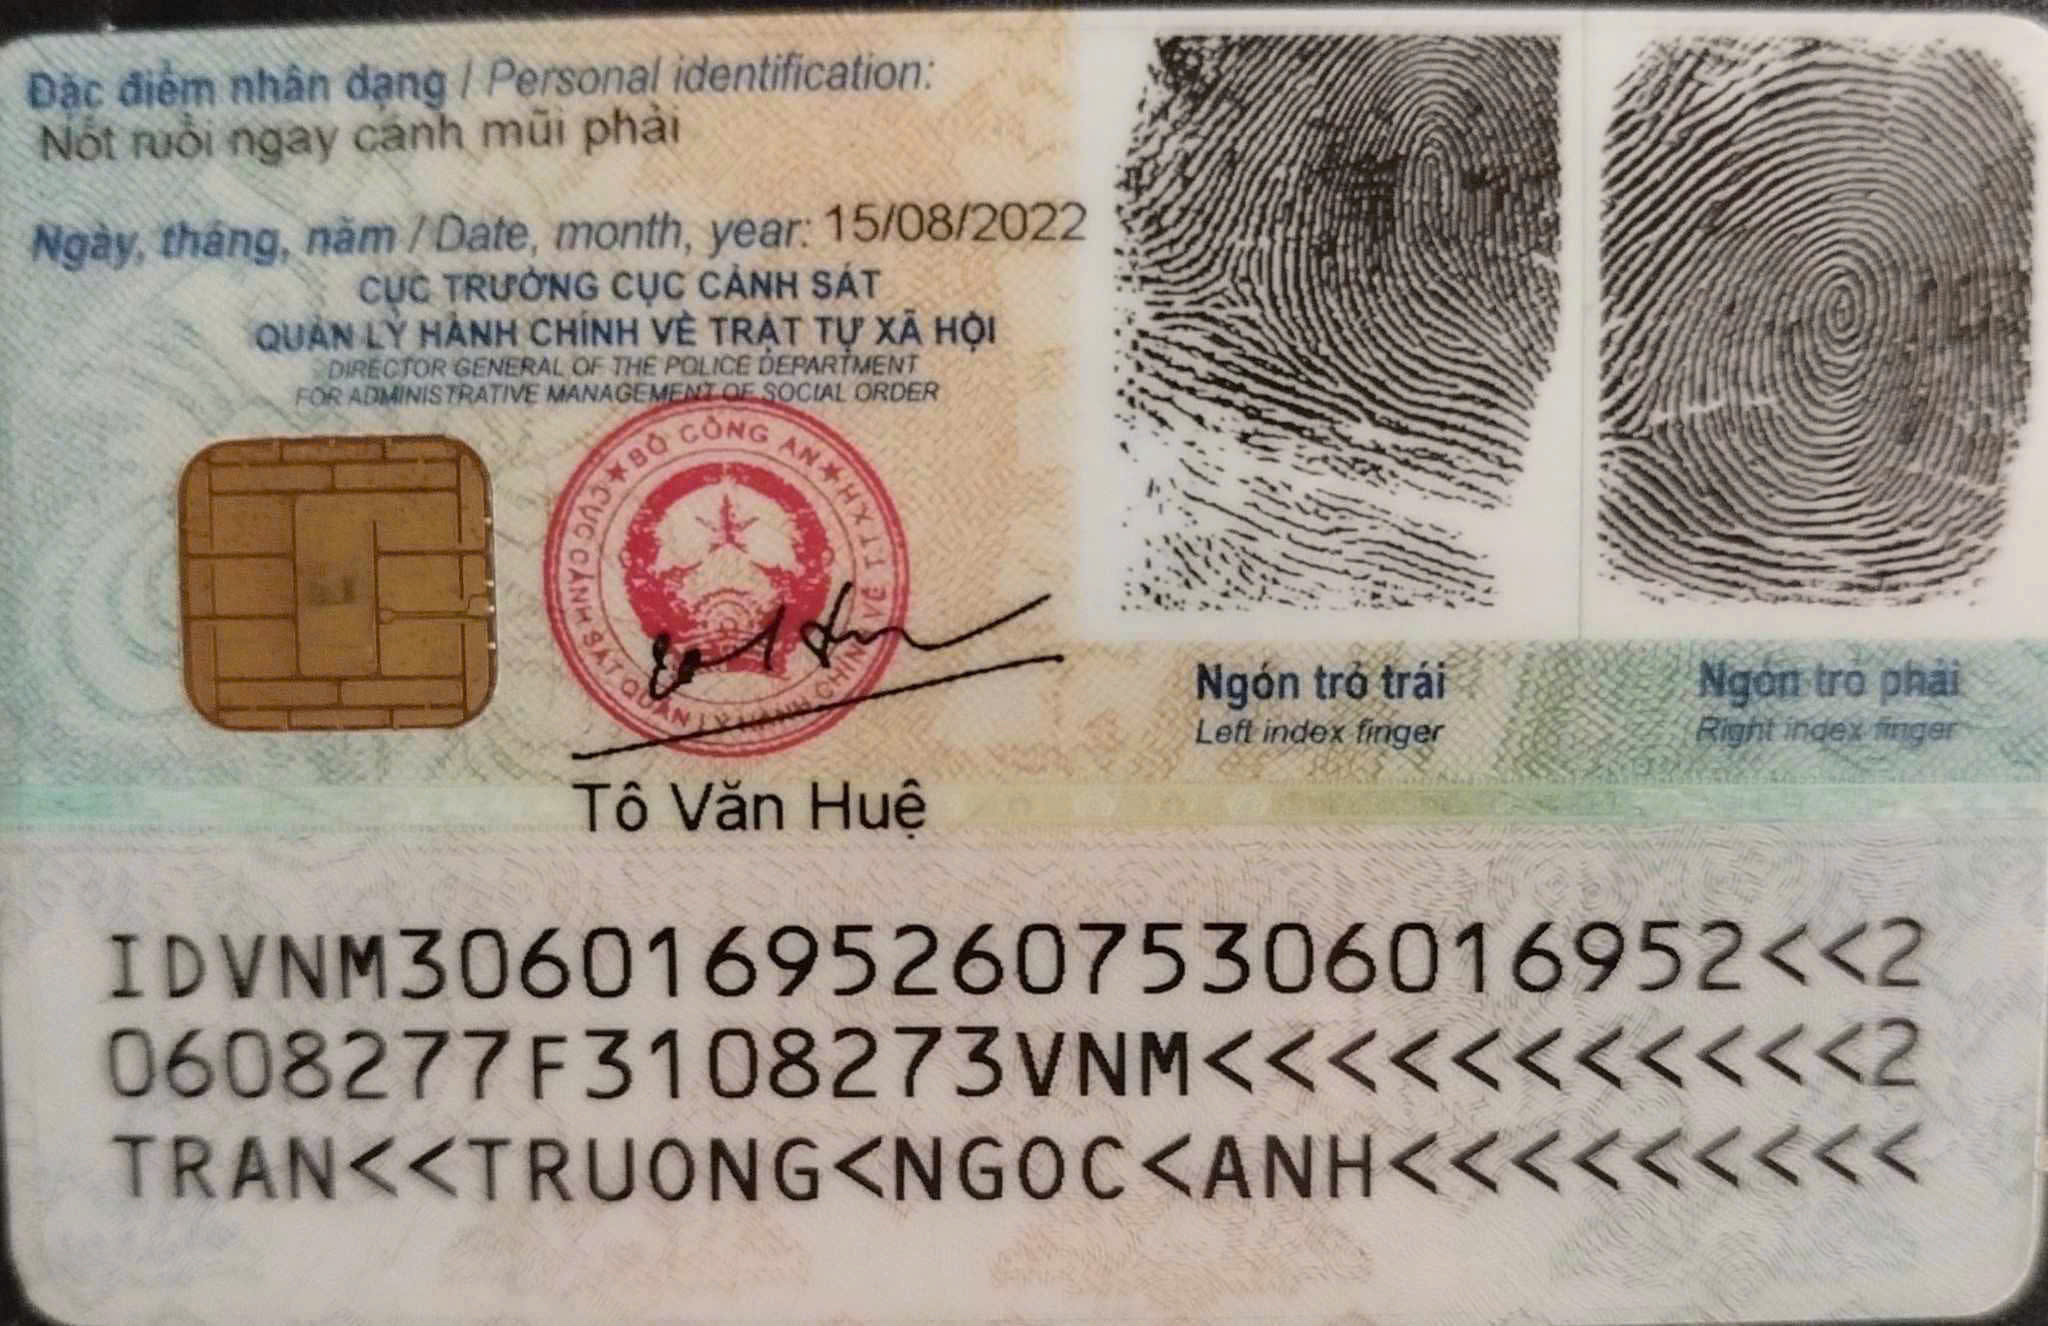 Đặc điểm nhân dạng / Personal identification:
Nốt ruồi ngay cánh mũi phải
Ngày, tháng, năm / Date, month, year: 15/08/2022
CỤC TRƯỞNG CỤC CẢNH SÁT
QUẢN LÝ HÀNH CHÍNH VỀ TRẬT TỰ XÃ HỘI
DIRECTOR GENERAL OF THE POLICE DEPARTMENT
FOR ADMINISTRATIVE MANAGEMENT OF SOCIAL ORDER
BỘ CÔNG AN
CỤC CẢNH SÁT QUẢN LÝ HÀNH CHÍNH VỀ TTXH
Tô Văn Huệ
Ngón trỏ trái
Left index finger
Ngón trỏ phải
Right index finger
IDVNM3060169526075306016952<<2
0608277F3108273VNM<<<<<<<<<<<2
TRAN<<TRUONG<NGOC<ANH<<<<<<<<<